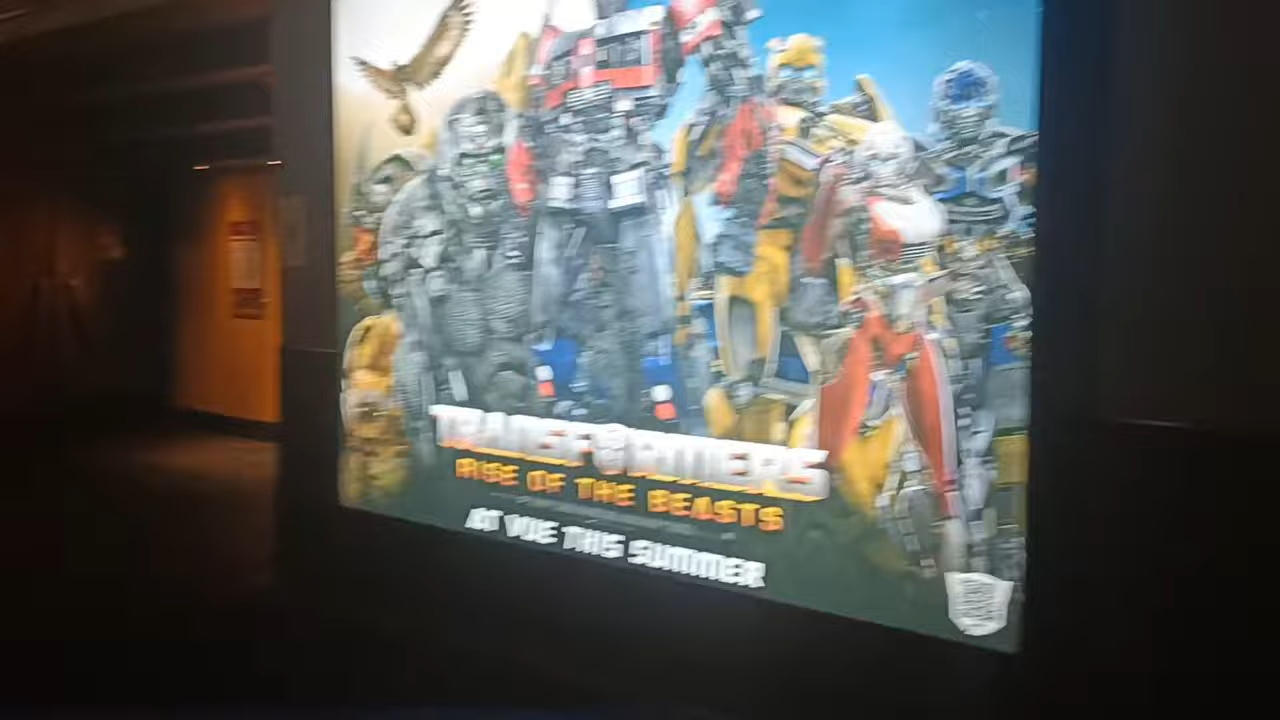 TRANSFORMERS
RISE OF THE BEASTS
AT VUE THIS SUMMER